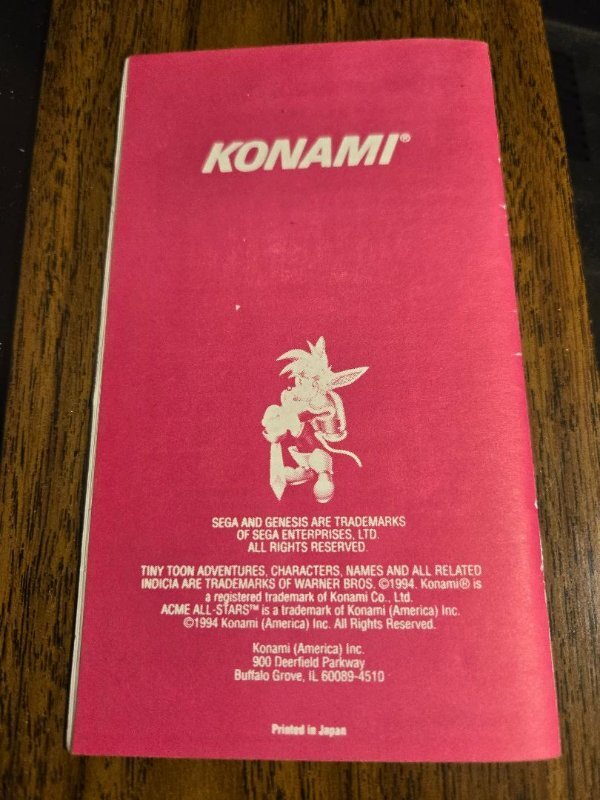 KONAMI®
SEGA AND GENESIS ARE TRADEMARKS
OF SEGA ENTERPRISES, LTD.
ALL RIGHTS RESERVED.
TINY TOON ADVENTURES, CHARACTERS, NAMES AND ALL RELATED
INDICIA ARE TRADEMARKS OF WARNER BROS. ©1994. Konami® is
a registered trademark of Konami Co., Ltd.
ACME ALL-STARS™ is a trademark of Konami (America) Inc.
©1994 Konami (America) Inc. All Rights Reserved.
Konami (America) Inc.
900 Deerfield Parkway
Buffalo Grove, IL 60089-4510
Printed in Japan